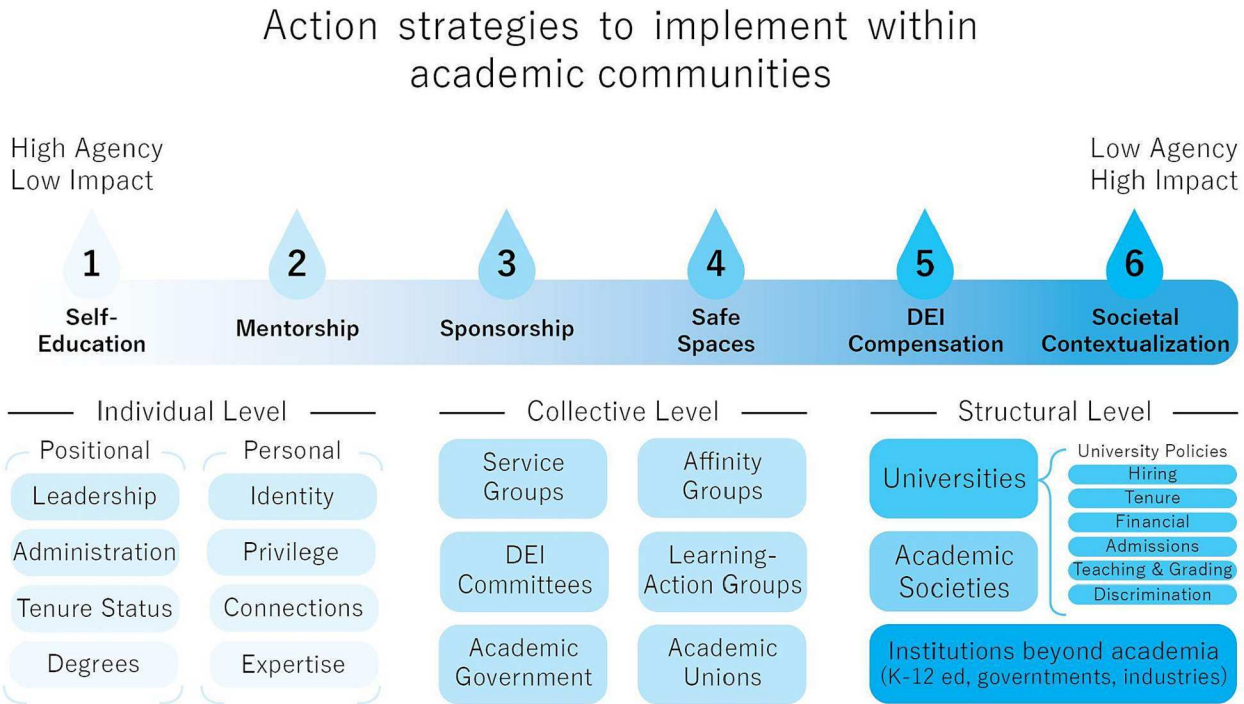 Action strategies to implement within
academic communities
High Agency
Low Impact
Low Agency
High Impact
1
2
3
4
5
6
Self-
Education
Mentorship
Sponsorship
Safe
Spaces
DEI
Compensation
Societal
Contextualization
Individual Level
Positional
Leadership
Administration
Tenure Status
Degrees
Personal
Identity
Privilege
Connections
Expertise
Collective Level
Service
Groups
Affinity
Groups
DEI
Committees
Learning-
Action Groups
Academic
Government
Academic
Unions
Structural Level
Universities
University Policies
Hiring
Tenure
Financial
Admissions
Teaching & Grading
Discrimination
Academic
Societies
Institutions beyond academia
(K-12 ed, governtments, industries)